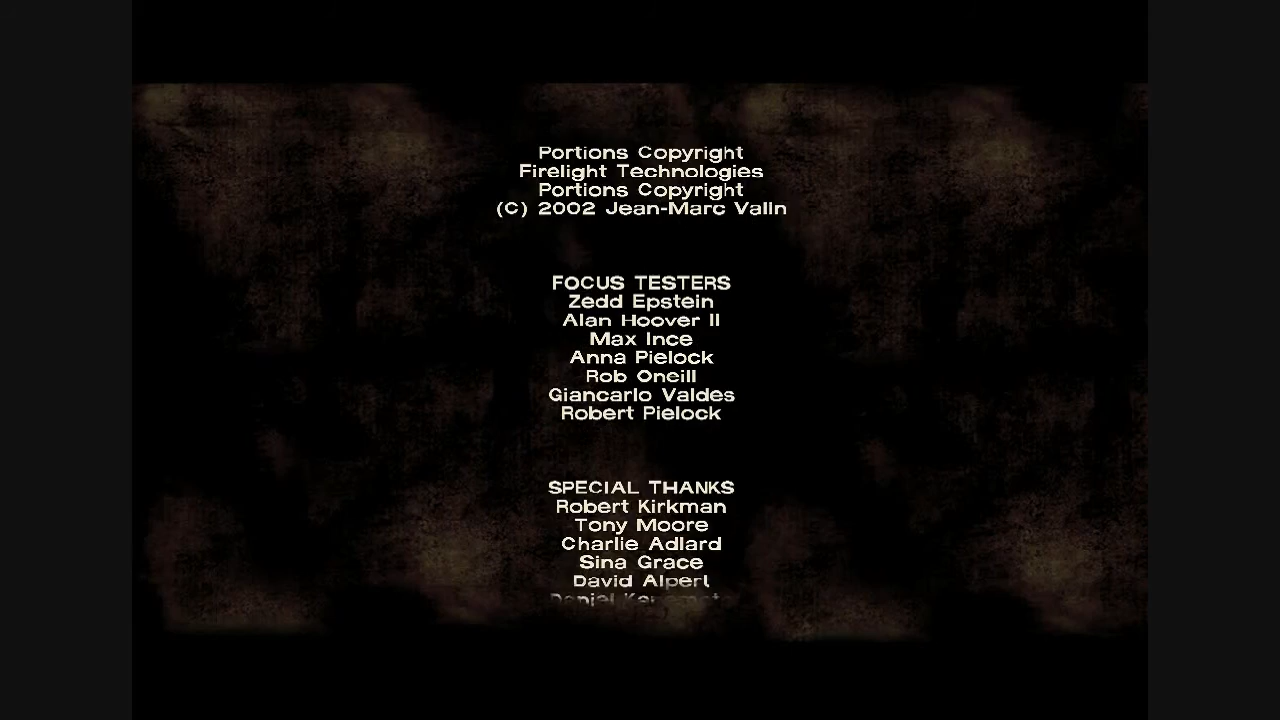 Portions Copyright
Firelight Technologies
Portions Copyright
(C) 2002 Jean-Marc Valin
FOCUS TESTERS
Zedd Epstein
Alan Hoover II
Max Ince
Anna Pielock
Rob Oneill
Giancarlo Valdes
Robert Pielock
SPECIAL THANKS
Robert Kirkman
Tony Moore
Charlie Adlard
Sina Grace
David Alpert
Daniel